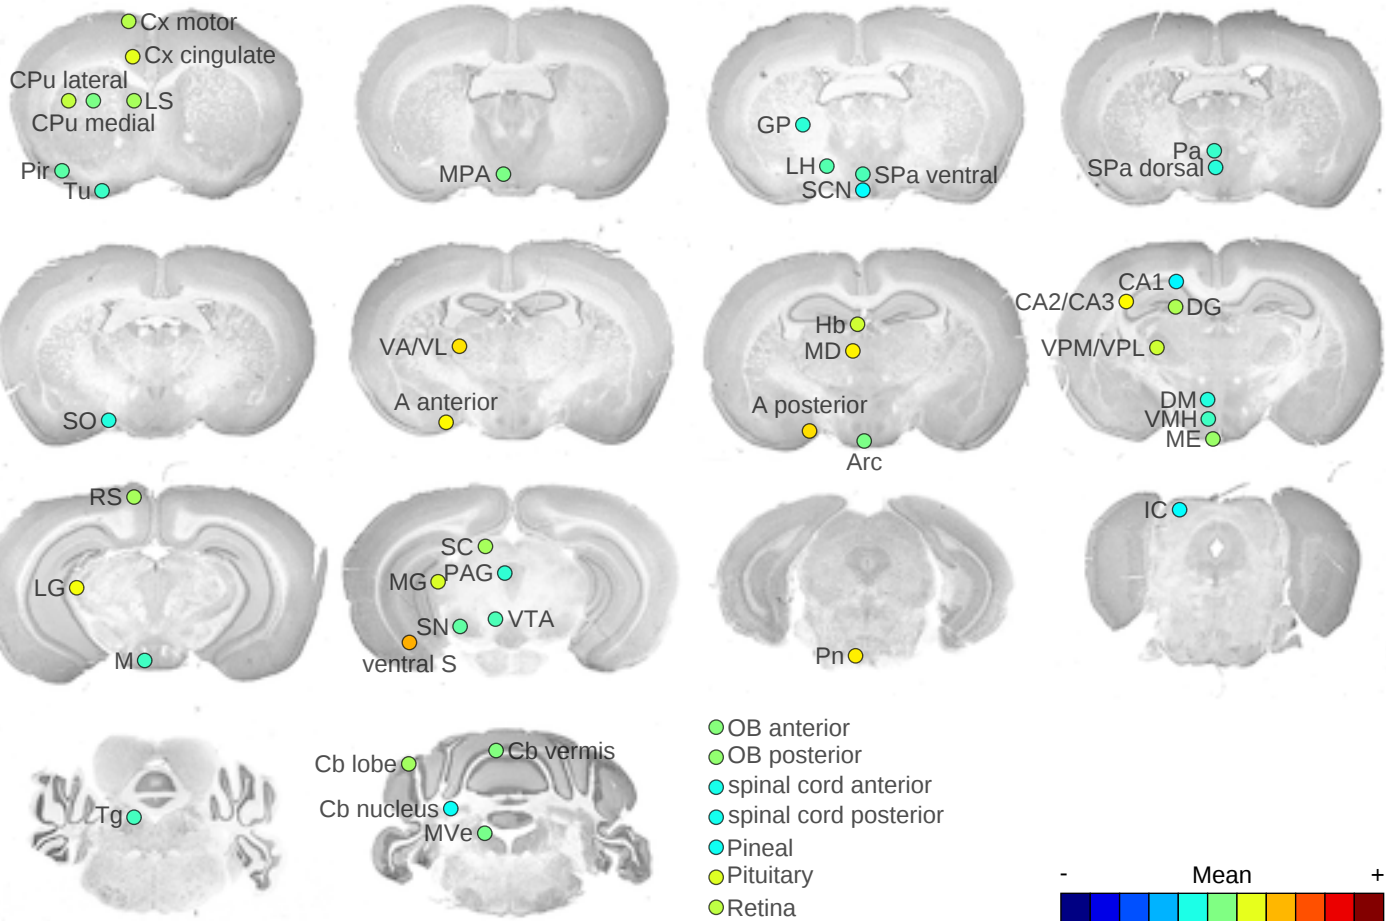 Cx motor
Cx cingulate
CPu lateral
LS
CPu medial
Pir
Tu
MPA
GP
LH
SPa ventral
SCN
Pa
SPa dorsal
SO
VA/VL
A anterior
Hb
MD
A posterior
Arc
CA1
CA2/CA3
DG
VPM/VPL
DM
VMH
ME
RS
LG
M
SC
PAG
MG
VTA
SN
ventral S
Pn
IC
Tg
Cb vermis
Cb lobe
Cb nucleus
MVe
OB anterior
OB posterior
spinal cord anterior
spinal cord posterior
Pineal
Pituitary
Retina
- Mean +